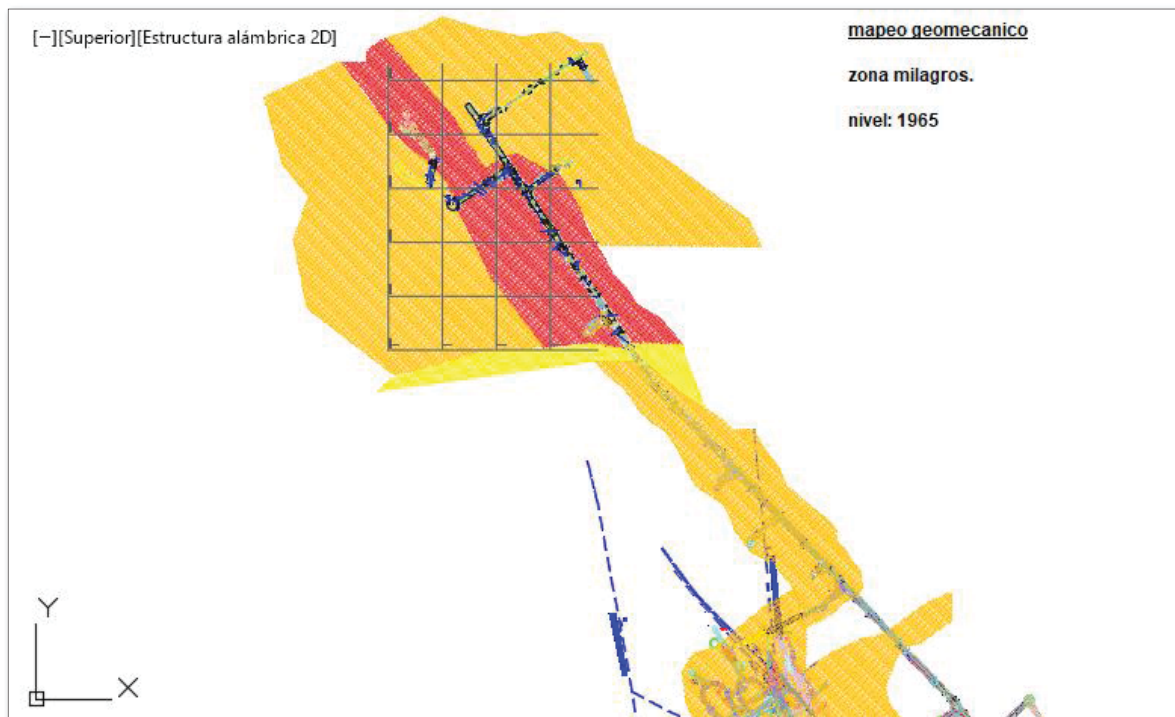 [−][Superior][Estructura alámbrica 2D]
mapeo geomecanico
zona milagros.
nivel: 1965
Y
X